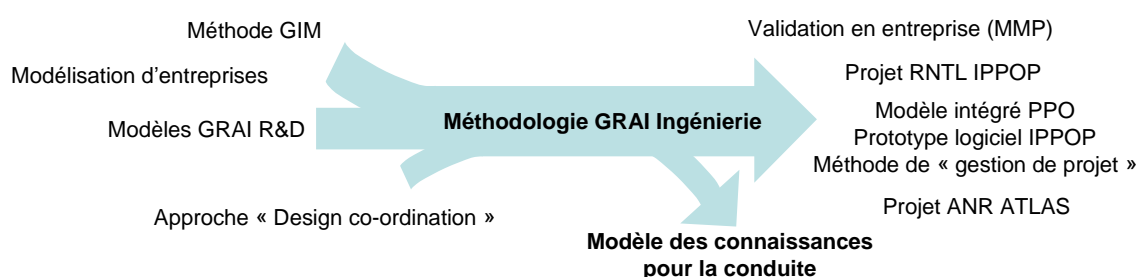 Méthode GIM
Modélisation d'entreprises
Modèles GRAI R&D
Approche « Design co-ordination »
Méthodologie GRAI Ingénierie
Validation en entreprise (MMP)
Projet RNTL IPPOP
Modèle intégré PPO
Prototype logiciel IPPOP
Méthode de « gestion de projet »
Projet ANR ATLAS
Modèle des connaissances
pour la conduite